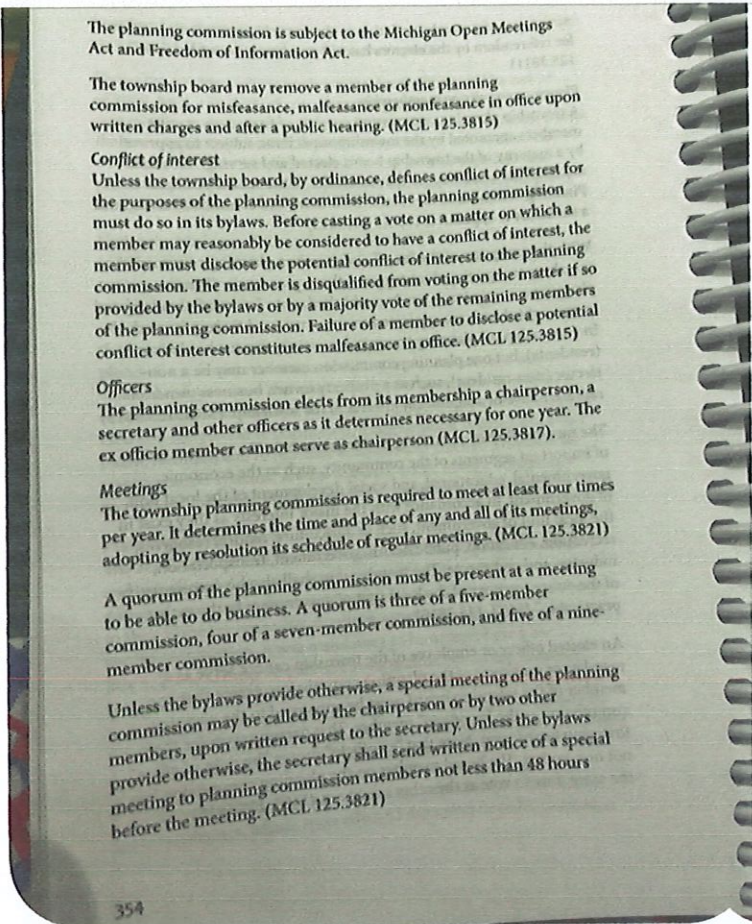 The planning commission is subject to the Michigan Open Meetings
Act and Freedom of Information Act.
The township board may remove a member of the planning
commission for misfeasance, malfeasance or nonfeasance in office upon
written charges and after a public hearing. (MCL 125.3815)
Conflict of interest
Unless the township board, by ordinance, defines conflict of interest for
the purposes of the planning commission, the planning commission
must do so in its bylaws. Before casting a vote on a matter on which a
member may reasonably be considered to have a conflict of interest, the
member must disclose the potential conflict of interest to the planning
commission. The member is disqualified from voting on the matter if so
provided by the bylaws or by a majority vote of the remaining members
of the planning commission. Failure of a member to disclose a potential
conflict of interest constitutes malfeasance in office. (MCL 125.3815)
Officers
The planning commission elects from its membership a chairperson, a
secretary and other officers as it determines necessary for one year. The
ex officio member cannot serve as chairperson (MCL 125.3817).
Meetings
The township planning commission is required to meet at least four times
per year. It determines the time and place of any and all of its meetings,
adopting by resolution its schedule of regular meetings. (MCL 125.3821)
A quorum of the planning commission must be present at a meeting
to be able to do business. A quorum is three of a five-member
commission, four of a seven-member commission, and five of a nine-
member commission.
Unless the bylaws provide otherwise, a special meeting of the planning
commission may be called by the chairperson or by two other
members, upon written request to the secretary. Unless the bylaws
provide otherwise, the secretary shall send written notice of a special
meeting to planning commission members not less than 48 hours
before the meeting. (MCL 125.3821)
354